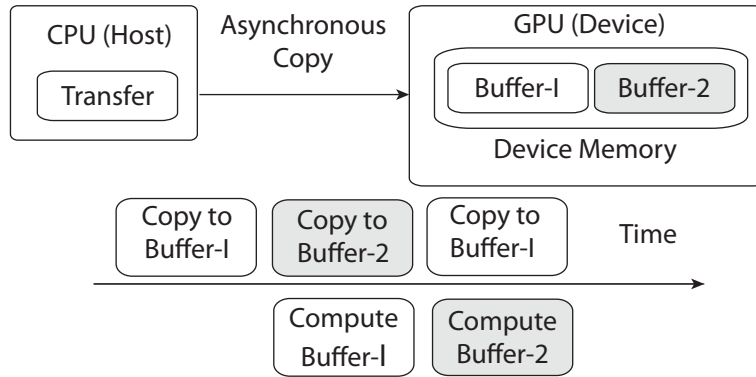 CPU (Host)
Transfer
Asynchronous
Copy
GPU (Device)
Buffer-I
Buffer-2
Device Memory
Copy to
Buffer-I
Copy to
Buffer-2
Copy to
Buffer-I
Time
Compute
Buffer-I
Compute
Buffer-2